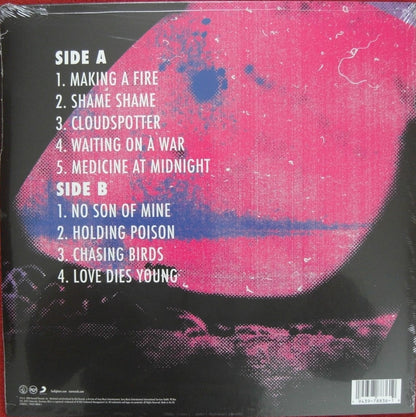 SIDE A
1. MAKING A FIRE
2. SHAME SHAME
3. CLOUDSPOTTER
4. WAITING ON A WAR
5. MEDICINE AT MIDNIGHT
SIDE B
1. NO SON OF MINE
2. HOLDING POISON
3. CHASING BIRDS
4. LOVE DIES YOUNG